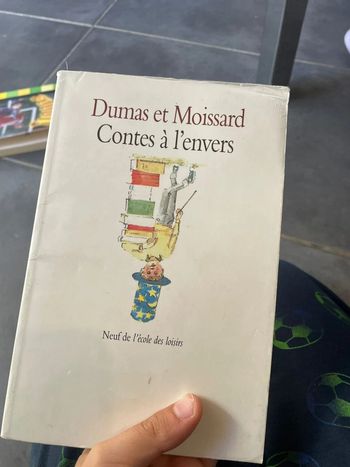 Dumas et Moissard
Contes à l'envers
Neuf de l'école des loisirs